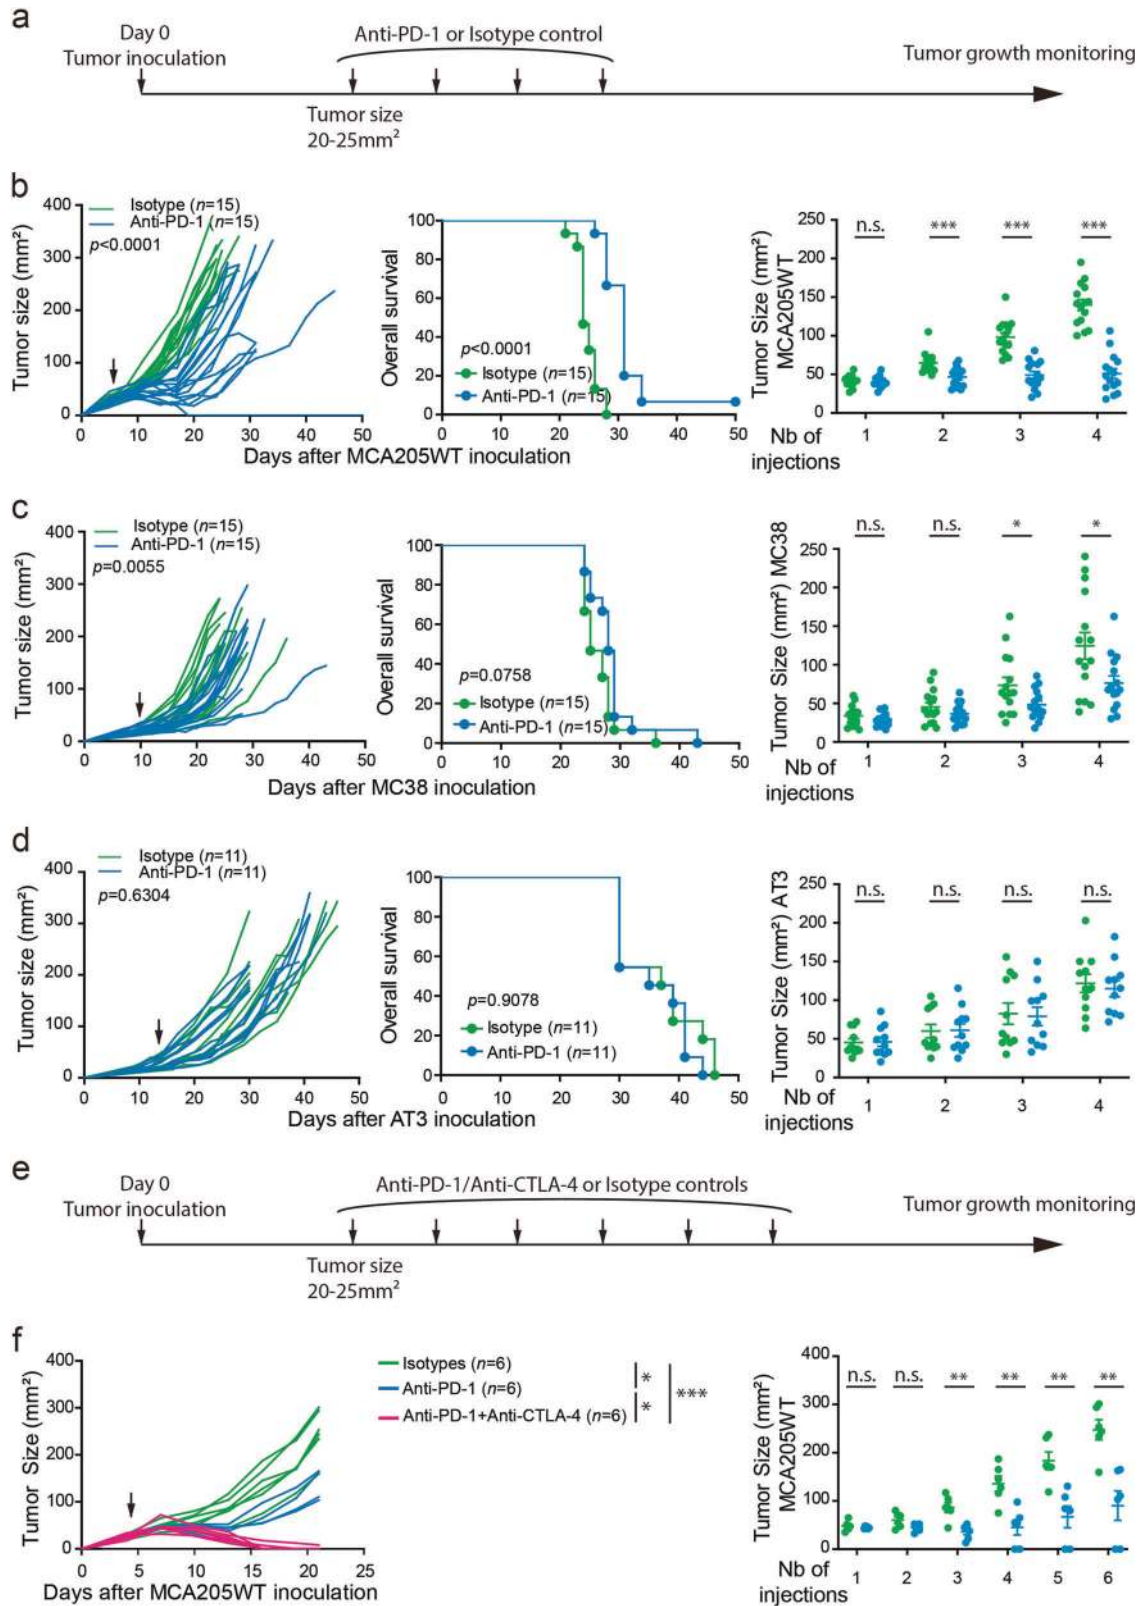 a
Day 0
Tumor inoculation
Anti-PD-1 or Isotype control
Tumor growth monitoring
Tumor size
20-25mm²
b
Tumor size (mm²)
400
300
200
100
0
Isotype (n=15)
Anti-PD-1 (n=15)
p<0.0001
0 10 20 30 40 50
Overall survival
100
80
60
40
20
0
p<0.0001
Isotype (n=15)
Anti-PD-1 (n=15)
0 10 20 30 40 50
Days after MCA205WT inoculation
Tumor Size (mm²)
MCA205WT
250
200
150
100
50
0
n.s. *** *** ***
Nb of
injections
1 2 3 4
c
Tumor size (mm²)
400
300
200
100
0
Isotype (n=15)
Anti-PD-1 (n=15)
p=0.0055
0 10 20 30 40 50
Overall survival
100
80
60
40
20
0
p=0.0758
Isotype (n=15)
Anti-PD-1 (n=15)
0 10 20 30 40 50
Days after MC38 inoculation
Tumor Size (mm²) MC38
250
200
150
100
50
0
n.s. n.s. * *
Nb of
injections
1 2 3 4
d
Tumor size (mm²)
400
300
200
100
0
Isotype (n=11)
Anti-PD-1 (n=11)
p=0.6304
0 10 20 30 40 50
Overall survival
100
80
60
40
20
0
p=0.9078
Isotype (n=11)
Anti-PD-1 (n=11)
0 10 20 30 40 50
Days after AT3 inoculation
Tumor Size (mm²) AT3
250
200
150
100
50
0
n.s. n.s. n.s. n.s.
Nb of
injections
1 2 3 4
e
Day 0
Tumor inoculation
Anti-PD-1/Anti-CTLA-4 or Isotype controls
Tumor growth monitoring
Tumor size
20-25mm²
f
Tumor Size (mm²)
400
300
200
100
0
0 5 10 15 20 25
Days after MCA205WT inoculation
Isotypes (n=6)
Anti-PD-1 (n=6)
Anti-PD-1+Anti-CTLA-4 (n=6)
*
*
***
Tumor Size (mm²)
MCA205WT
400
300
200
100
0
n.s. n.s. ** ** ** **
Nb of
injections
1 2 3 4 5 6